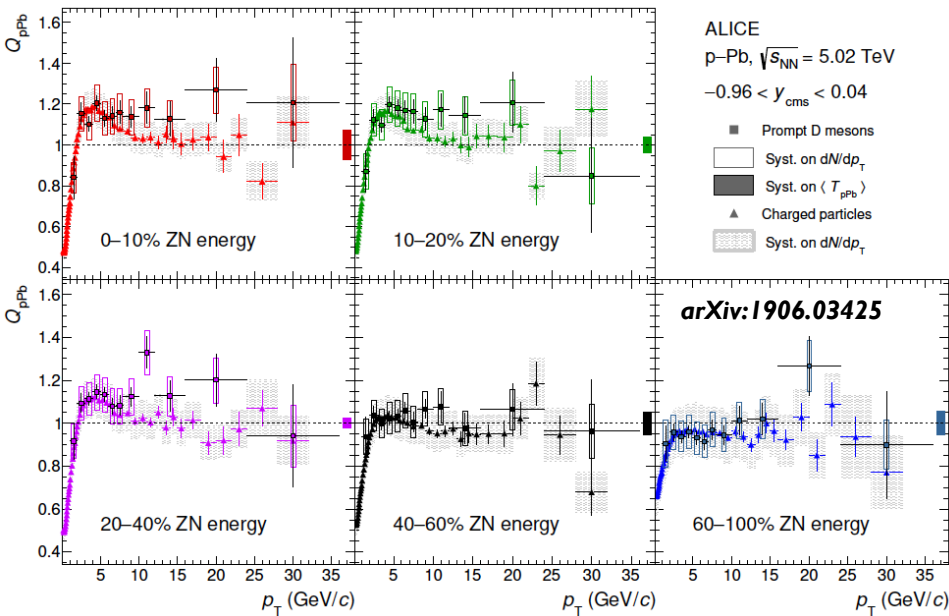 Q_pPb
1.6
1.4
1.2
1
0.8
0.6
0.4
0–10% ZN energy
10–20% ZN energy
ALICE
p–Pb, √s_NN = 5.02 TeV
−0.96 < y_cms < 0.04
Prompt D mesons
Syst. on dN/dp_T
Syst. on ⟨ T_pPb ⟩
Charged particles
Syst. on dN/dp_T
Q_pPb
1.6
1.4
1.2
1
0.8
0.6
0.4
20–40% ZN energy
40–60% ZN energy
arXiv:1906.03425
60–100% ZN energy
5 10 15 20 25 30 35
5 10 15 20 25 30 35
5 10 15 20 25 30 35
p_T (GeV/c)
p_T (GeV/c)
p_T (GeV/c)